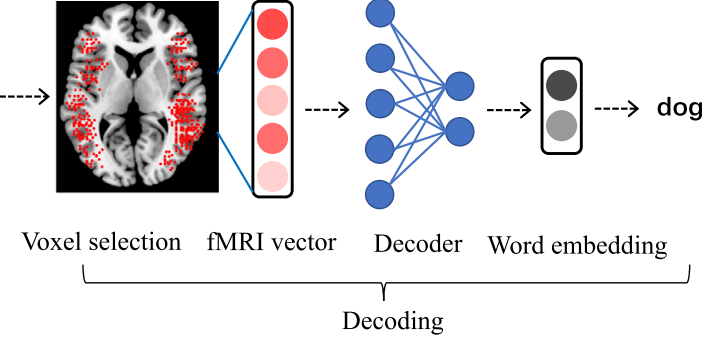 dog
Voxel selection
fMRI vector
Decoder
Word embedding
Decoding